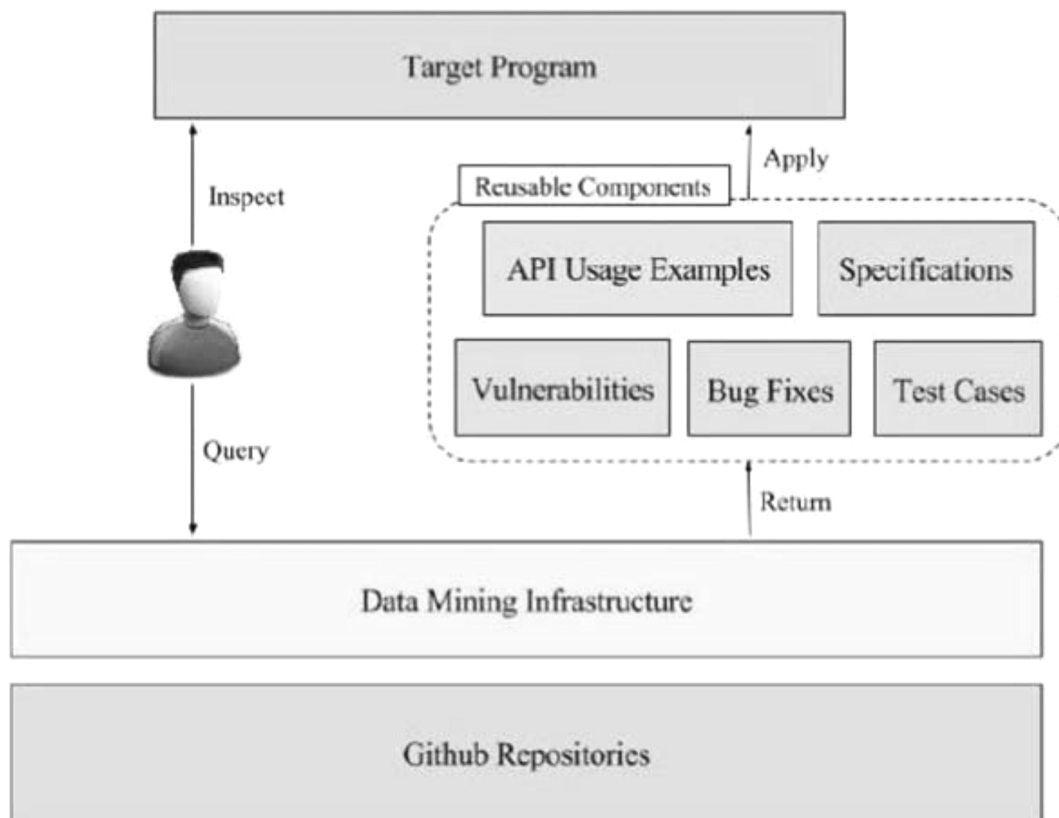 Target Program
Apply
Inspect
Reusable Components
API Usage Examples
Specifications
Vulnerabilities
Bug Fixes
Test Cases
Query
Return
Data Mining Infrastructure
Github Repositories